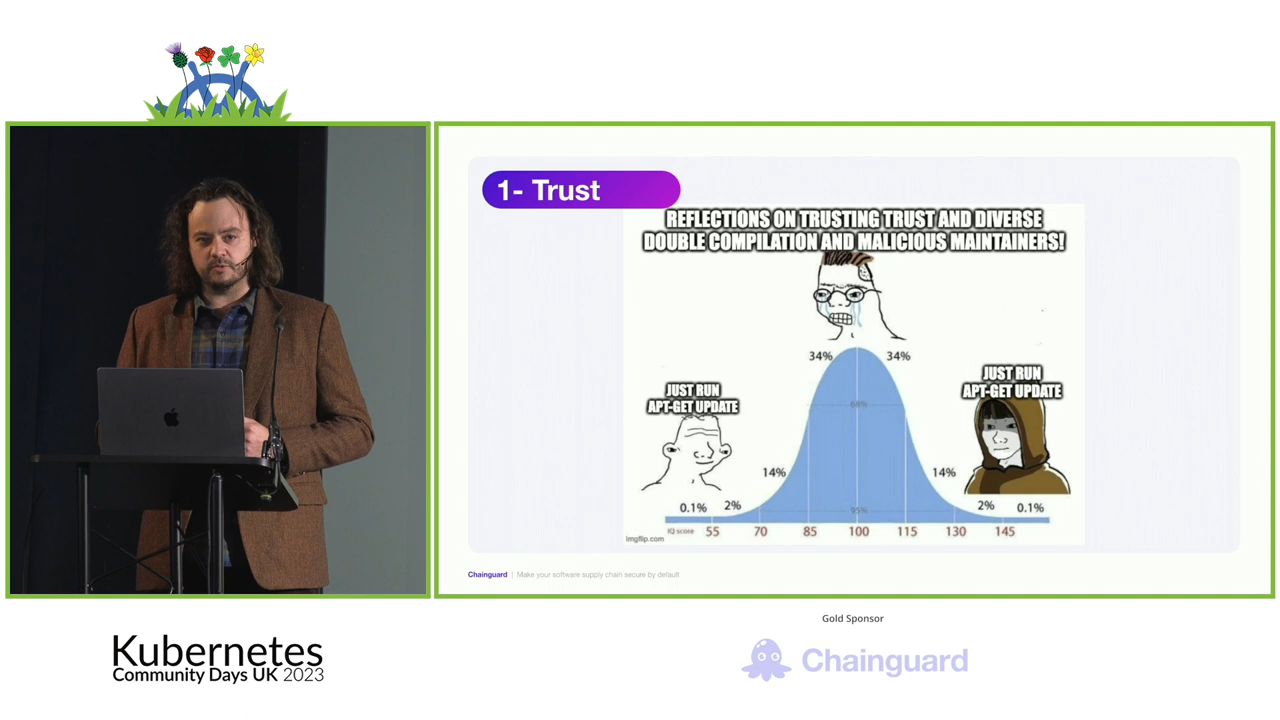 1- Trust
REFLECTIONS ON TRUSTING TRUST AND DIVERSE
DOUBLE COMPILATION AND MALICIOUS MAINTAINERS!
34%
34%
JUST RUN
APT-GET UPDATE
JUST RUN
APT-GET UPDATE
68%
14%
14%
0.1%
2%
95%
2%
0.1%
IQ score
55
70
85
100
115
130
145
imgflip.com
Chainguard | Make your software supply chain secure by default
Gold Sponsor
Kubernetes
Community Days UK 2023
Chainguard